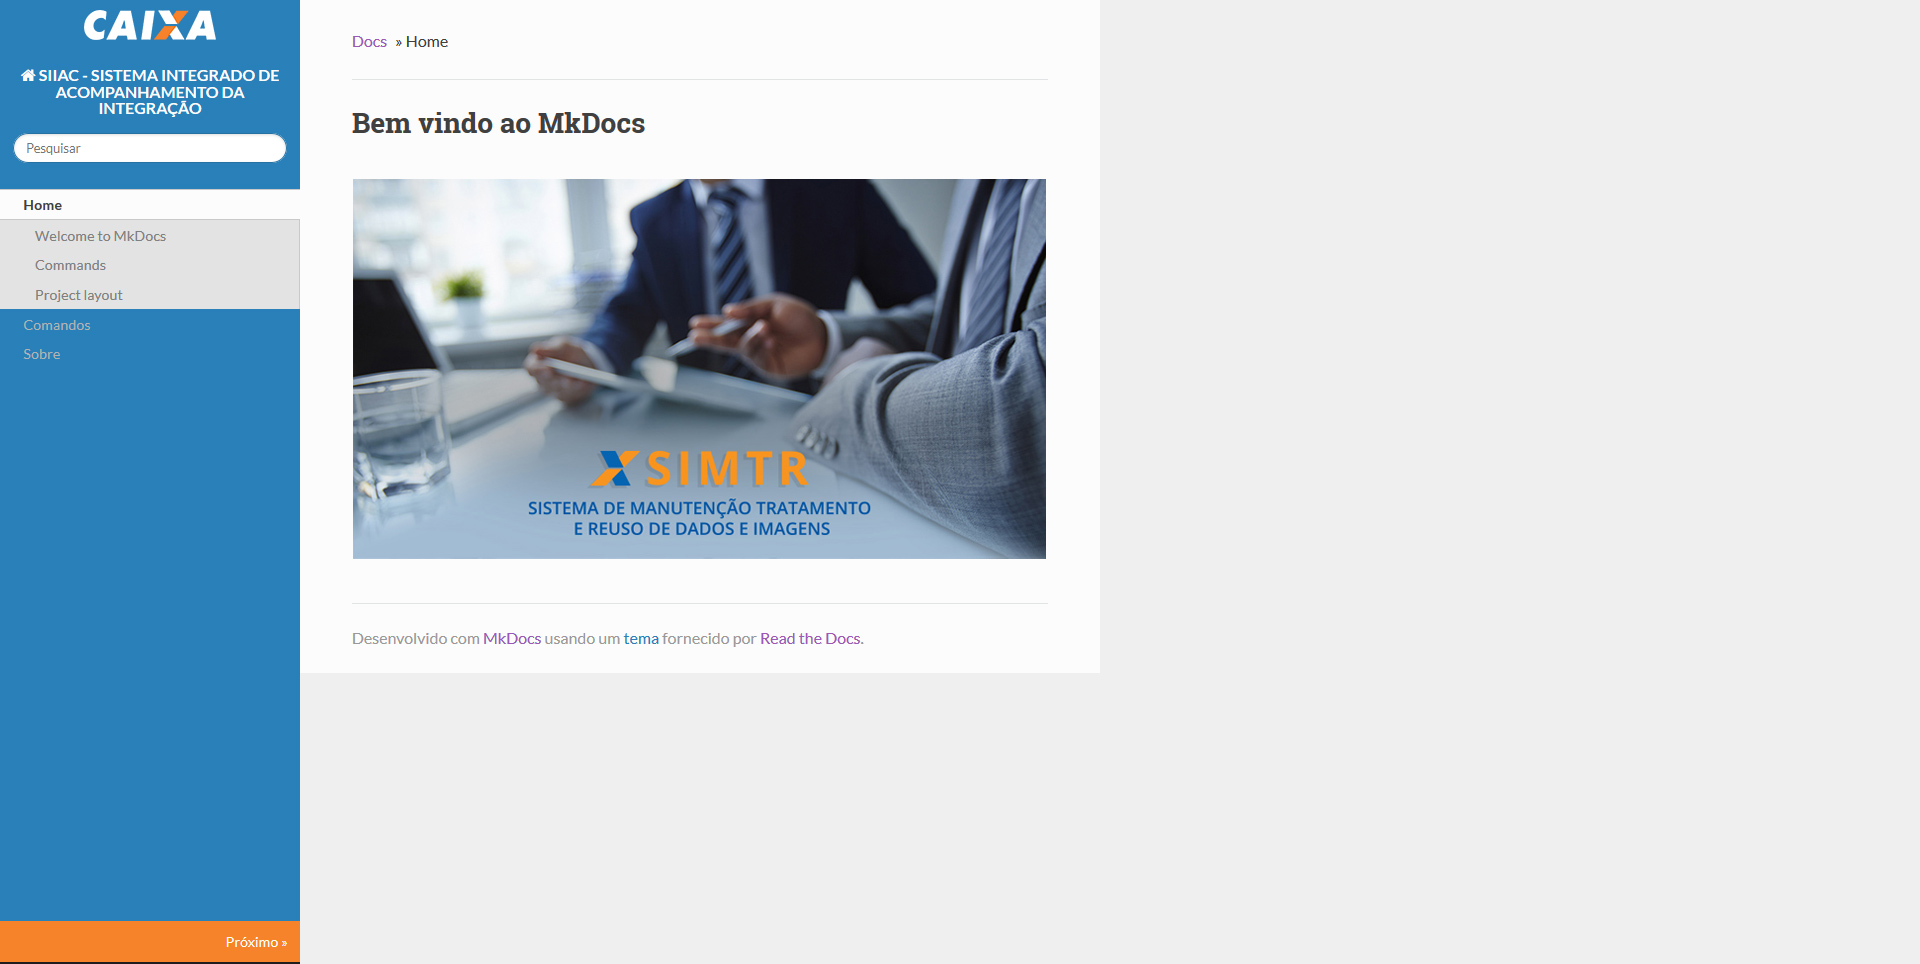 CAIXA
SIIAC - SISTEMA INTEGRADO DE
ACOMPANHAMENTO DA
INTEGRAÇÃO
Pesquisar
Home
Welcome to MkDocs
Commands
Project layout
Comandos
Sobre
Próximo »
Docs » Home
Bem vindo ao MkDocs
SIMTR
SISTEMA DE MANUTENÇÃO TRATAMENTO
E REUSO DE DADOS E IMAGENS
Desenvolvido com MkDocs usando um tema fornecido por Read the Docs.